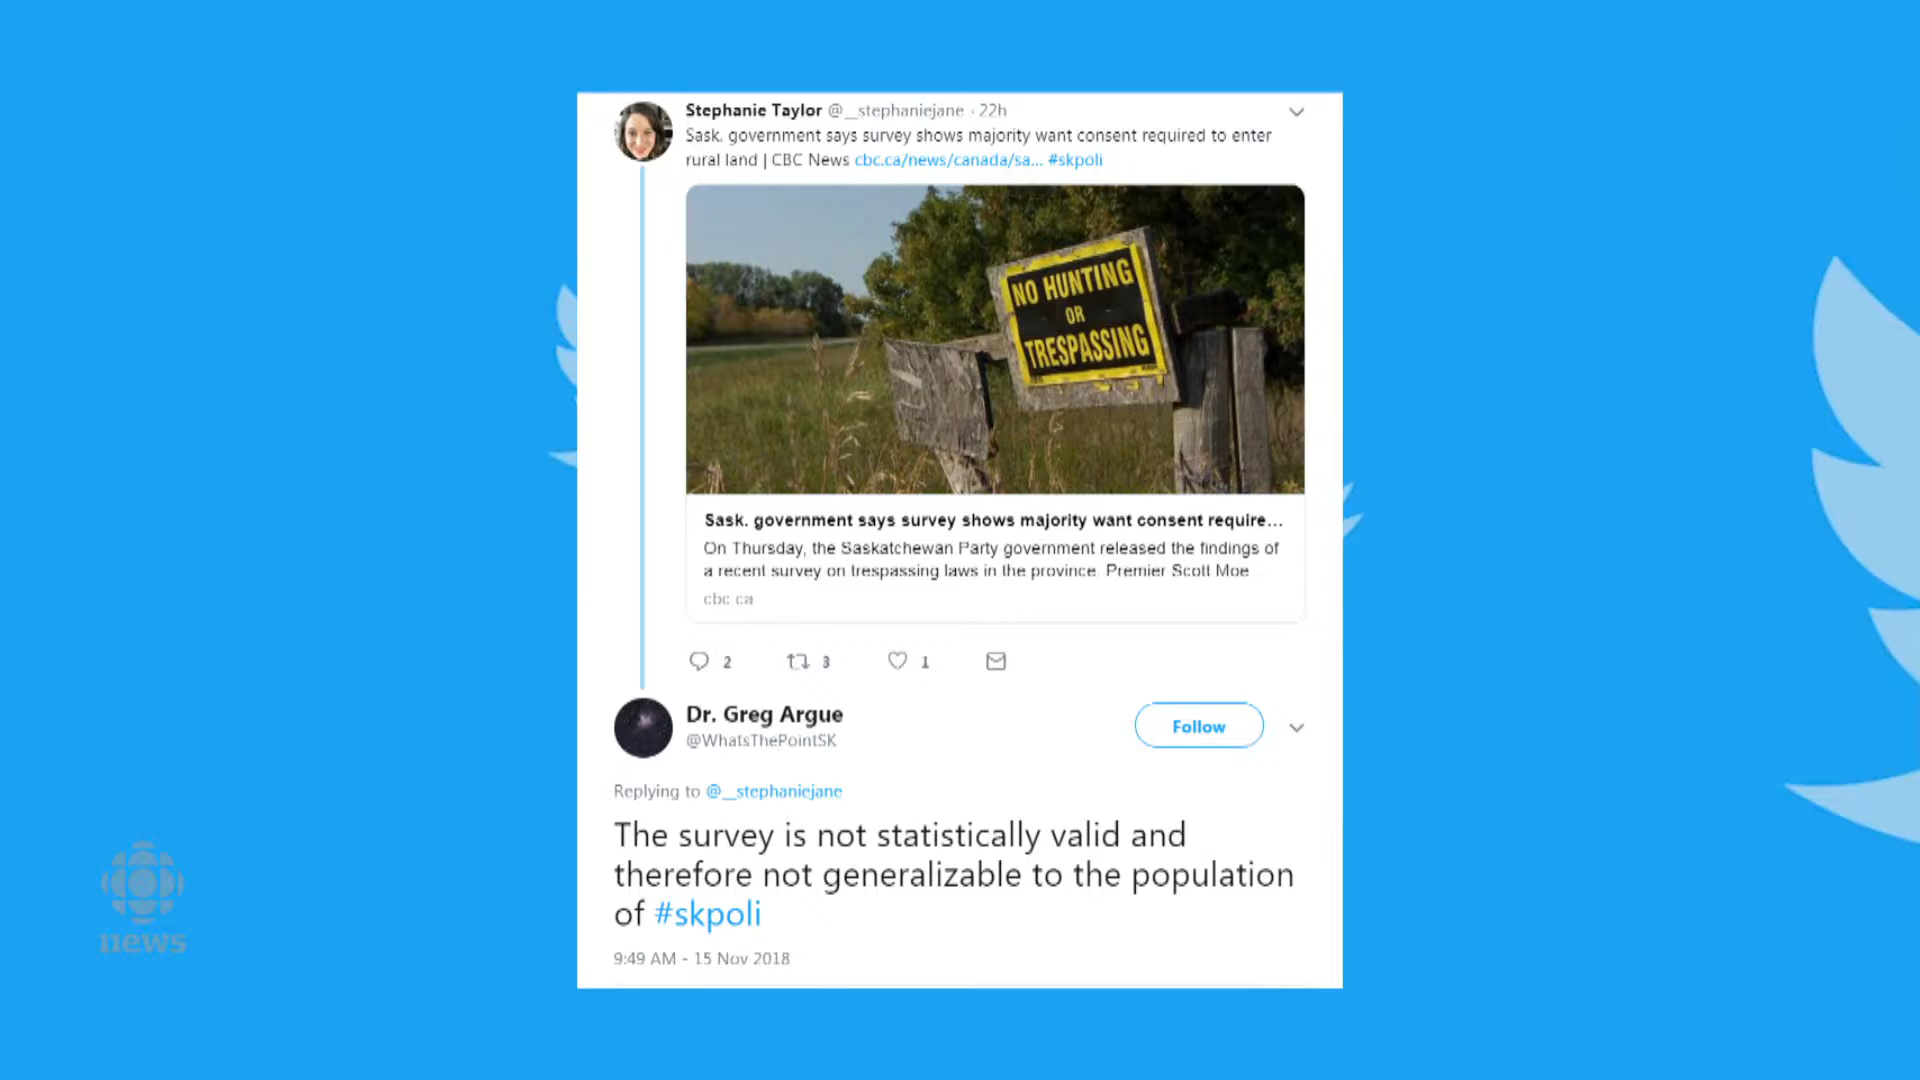 Stephanie Taylor @__stephaniejane · 22h
Sask. government says survey shows majority want consent required to enter
rural land | CBC News cbc.ca/news/canada/sa... #skpoli
NO HUNTING
OR
TRESPASSING
Sask. government says survey shows majority want consent require...
On Thursday, the Saskatchewan Party government released the findings of
a recent survey on trespassing laws in the province. Premier Scott Moe
cbc.ca
2 3 1
Dr. Greg Argue
@WhatsThePointSK
Follow
Replying to @__stephaniejane
The survey is not statistically valid and
therefore not generalizable to the population
of #skpoli
9:49 AM - 15 Nov 2018
news